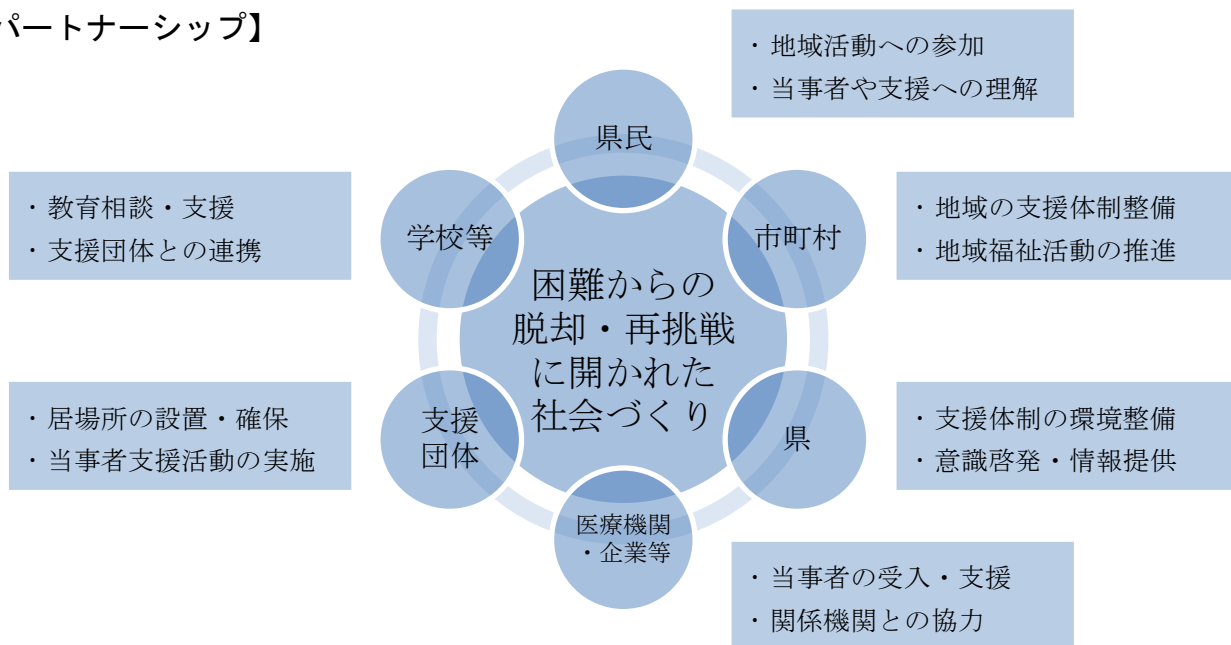 パートナーシップ】
・地域活動への参加
・当事者や支援への理解
県民
・教育相談・支援
・支援団体との連携
学校等
市町村
・地域の支援体制整備
・地域福祉活動の推進
困難からの
脱却・再挑戦
に開かれた
社会づくり
・居場所の設置・確保
・当事者支援活動の実施
支援
団体
県
・支援体制の環境整備
・意識啓発・情報提供
医療機関
・企業等
・当事者の受入・支援
・関係機関との協力